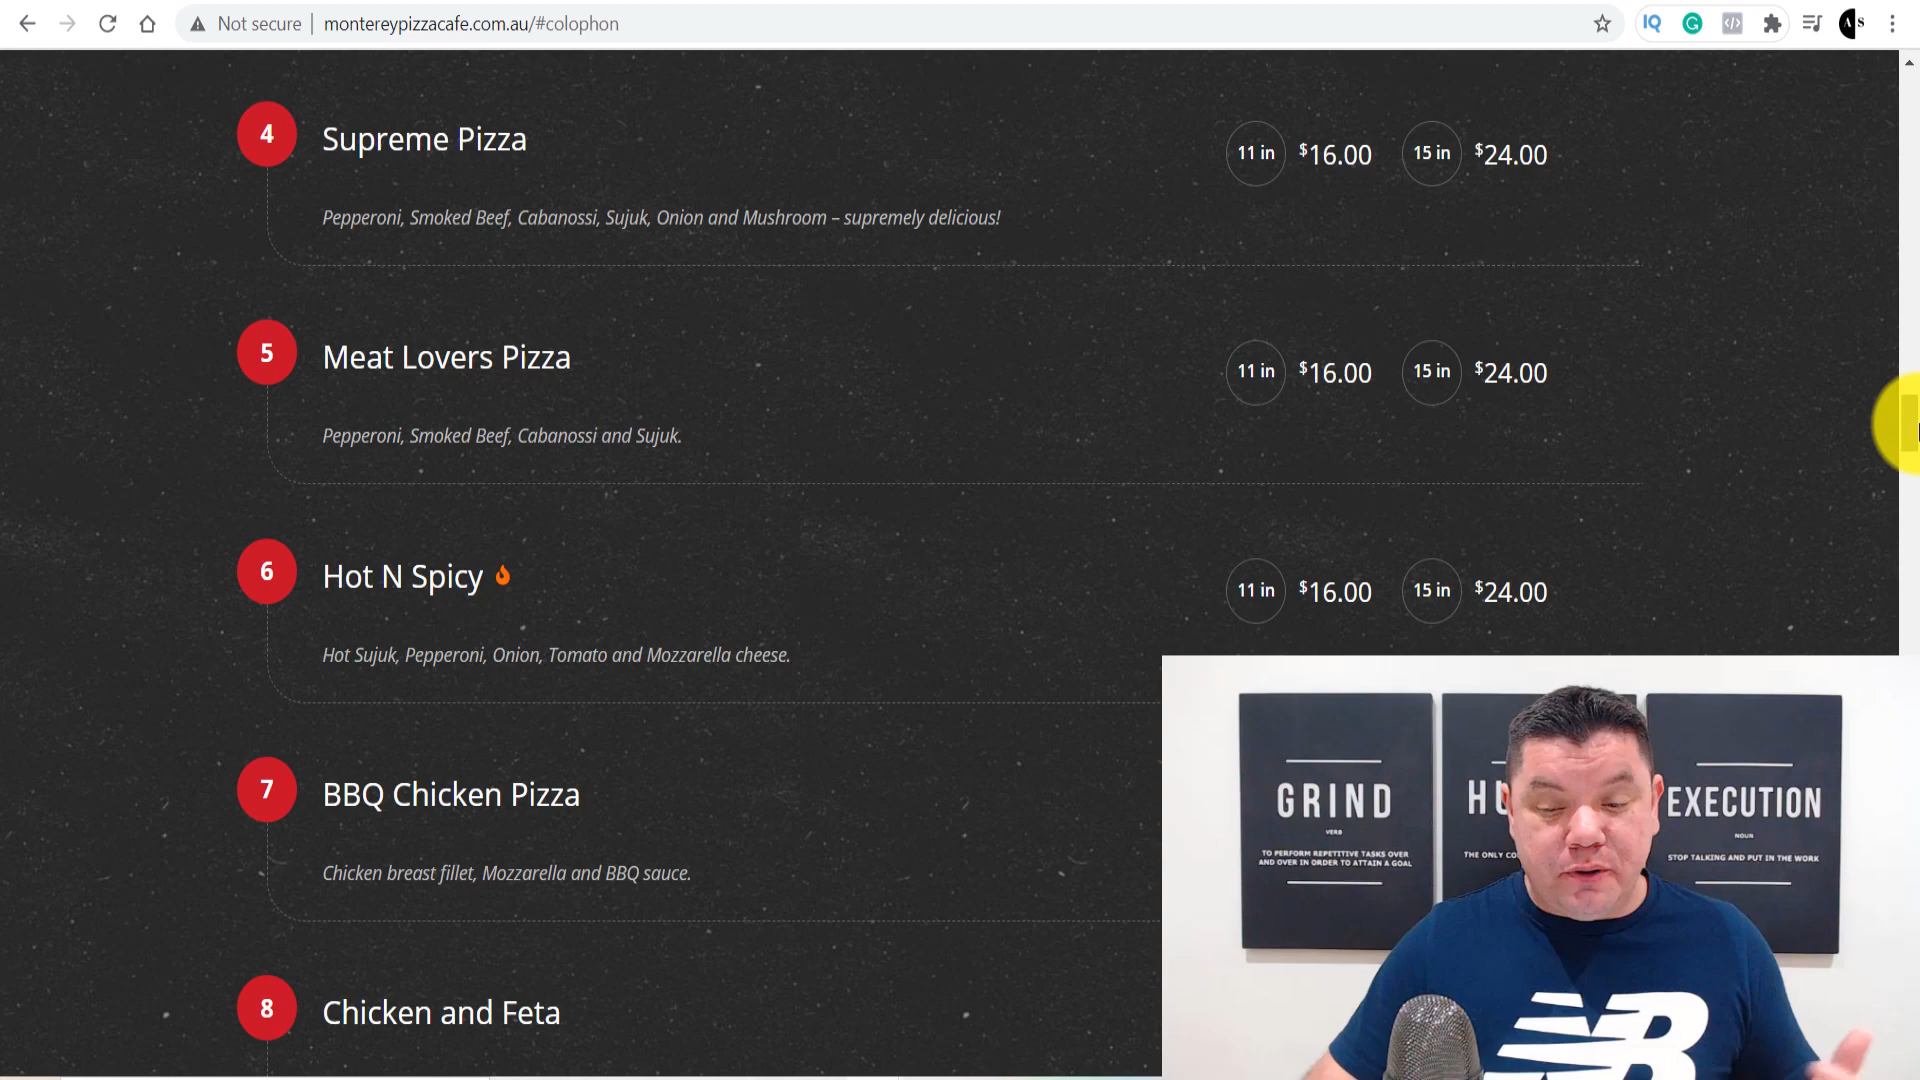 Not secure | montereypizzacafe.com.au/#colophon
IQ
A S
4 Supreme Pizza
11 in $16.00 15 in $24.00
Pepperoni, Smoked Beef, Cabanossi, Sujuk, Onion and Mushroom – supremely delicious!
5 Meat Lovers Pizza
11 in $16.00 15 in $24.00
Pepperoni, Smoked Beef, Cabanossi and Sujuk.
6 Hot N Spicy
11 in $16.00 15 in $24.00
Hot Sujuk, Pepperoni, Onion, Tomato and Mozzarella cheese.
7 BBQ Chicken Pizza
Chicken breast fillet, Mozzarella and BBQ sauce.
8 Chicken and Feta
GRIND
VERB
TO PERFORM REPETITIVE TASKS OVER
AND OVER IN ORDER TO ATTAIN A GOAL
THE ONLY
EXECUTION
NOUN
STOP TALKING AND PUT IN THE WORK